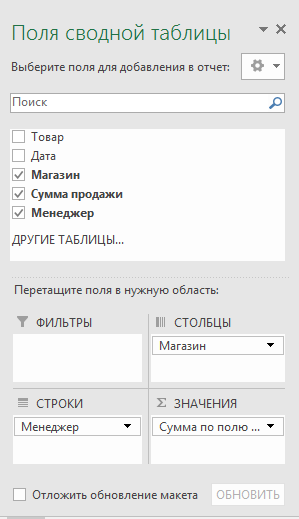 Поля сводной таблицы
Выберите поля для добавления в отчет:
Поиск
Товар
Дата
Магазин
Сумма продажи
Менеджер
ДРУГИЕ ТАБЛИЦЫ...
Перетащите поля в нужную область:
ФИЛЬТРЫ
СТОЛБЦЫ
Магазин
СТРОКИ
ЗНАЧЕНИЯ
Менеджер
Сумма по полю ...
Отложить обновление макета
ОБНОВИТЬ